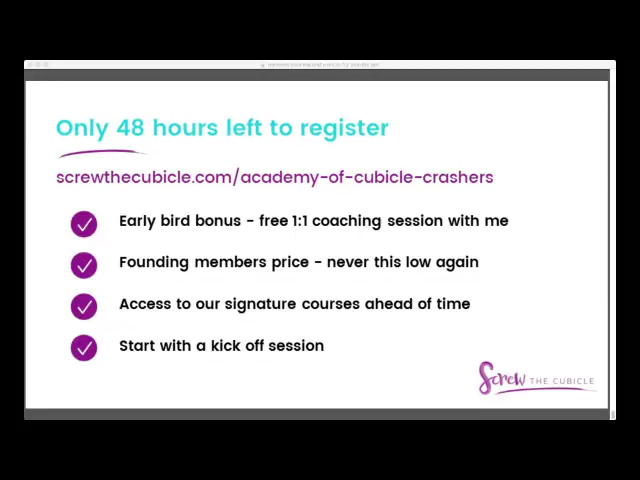 Only 48 hours left to register
screwthecubicle.com/academy-of-cubicle-crashers
Early bird bonus - free 1:1 coaching session with me
Founding members price - never this low again
Access to our signature courses ahead of time
Start with a kick off session
Screw THE CUBICLE